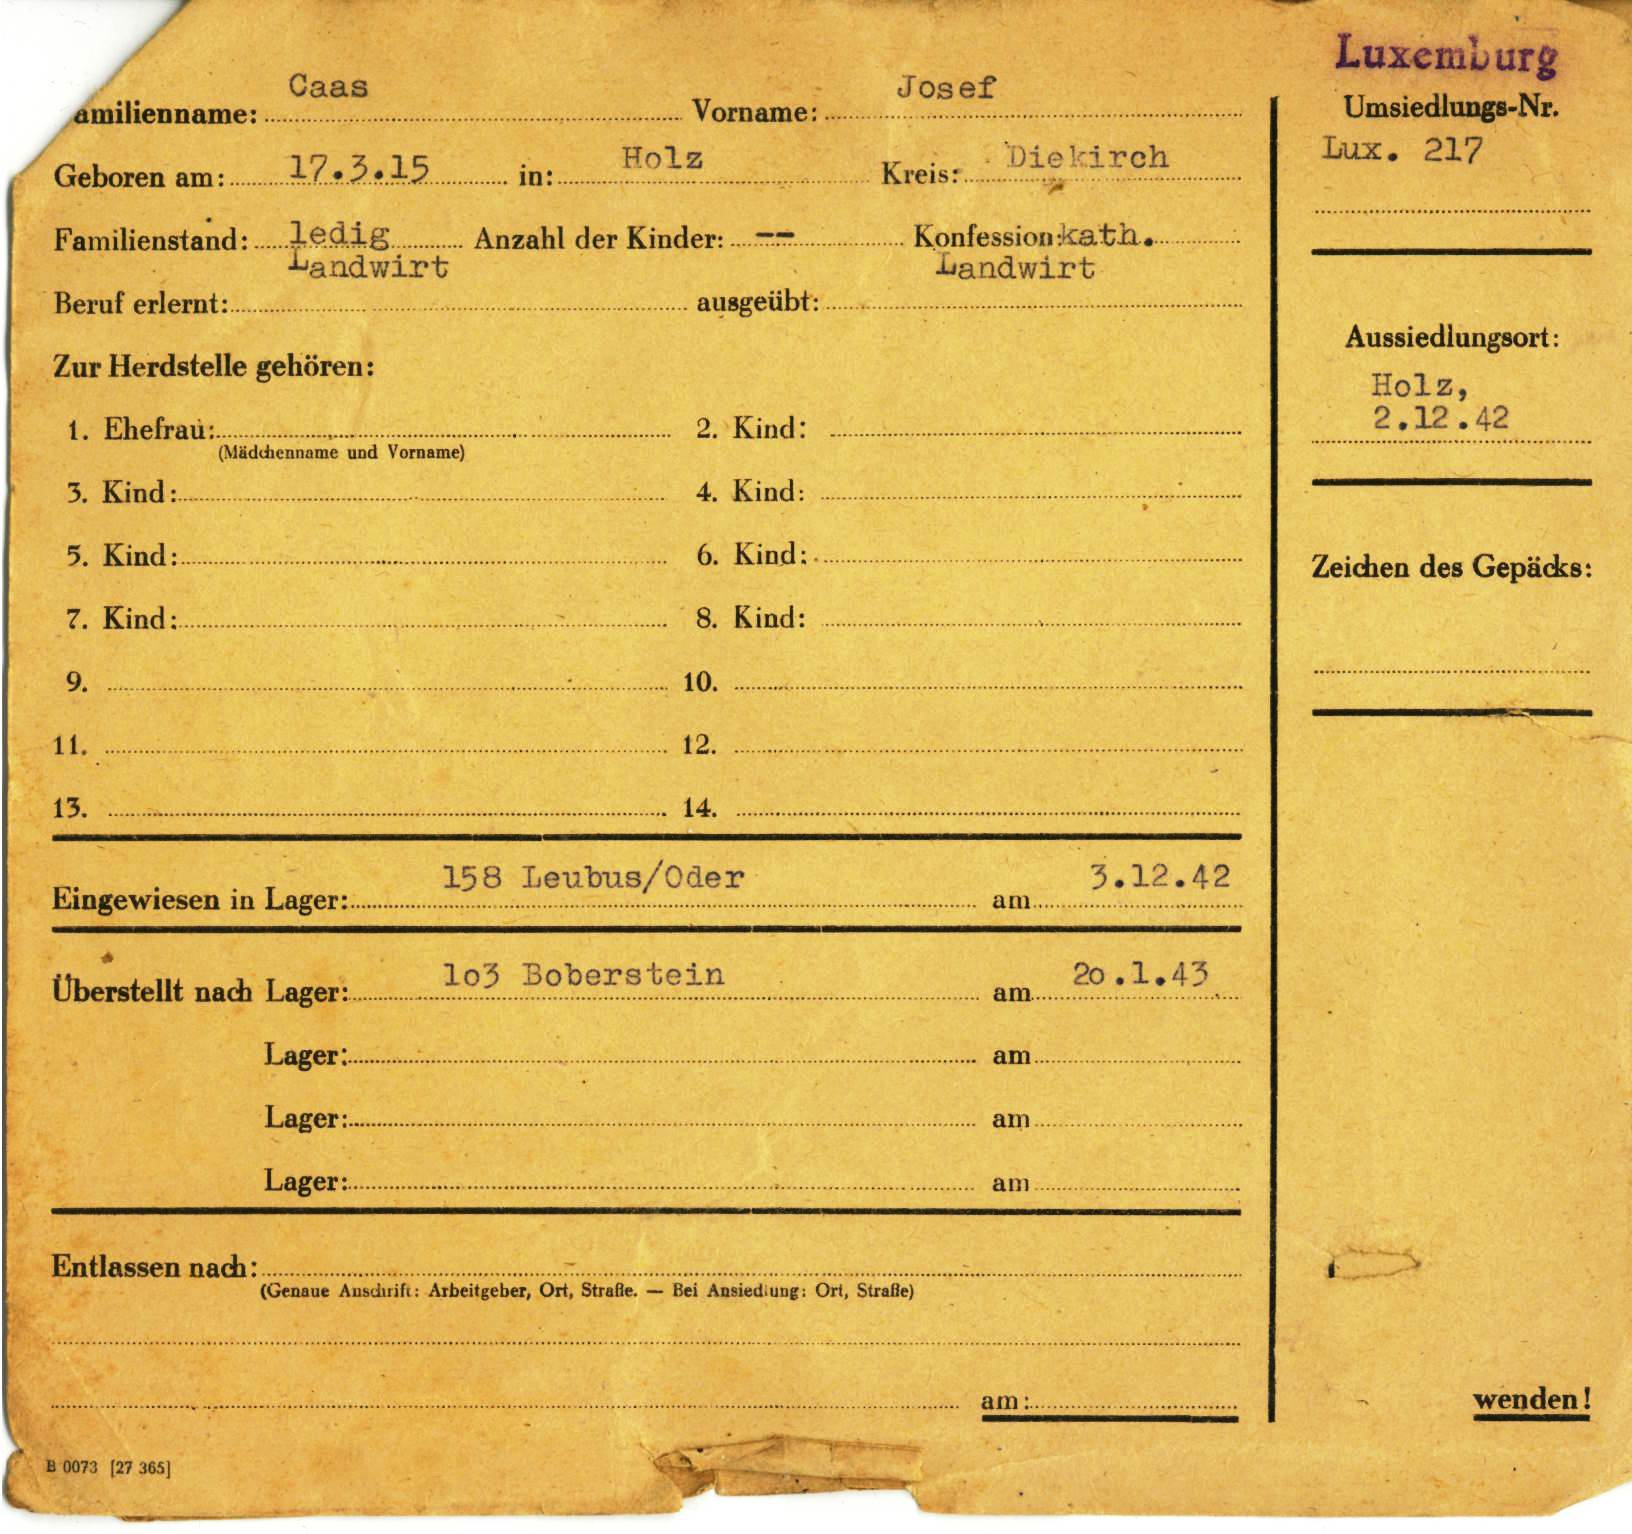 Luxemburg
Caas Josef
amilienname: Vorname: Umsiedlungs-Nr.
Geboren am: 17.3.15 in: Holz Kreis: Diekirch Lux. 217
Familienstand: ledig Anzahl der Kinder: -- Konfession: kath.
Landwirt Landwirt
Beruf erlernt: ausgeübt:
Aussiedlungsort:
Zur Herdstelle gehören:
Holz,
2.12.42
1. Ehefrau: 2. Kind:
(Mädchenname und Vorname)
3. Kind: 4. Kind:
5. Kind: 6. Kind:
Zeichen des Gepäcks:
7. Kind: 8. Kind:
9. 10.
11. 12.
13. 14.
158 Leubus/Oder 3.12.42
Eingewiesen in Lager: am
1o3 Boberstein 2o.1.43
Überstellt nach Lager: am
Lager: am
Lager: am
Lager: am
Entlassen nach:
(Genaue Anschrift: Arbeitgeber, Ort, Straße. — Bei Ansiedlung: Ort, Straße)
am:
wenden!
B 0073 [27 365]